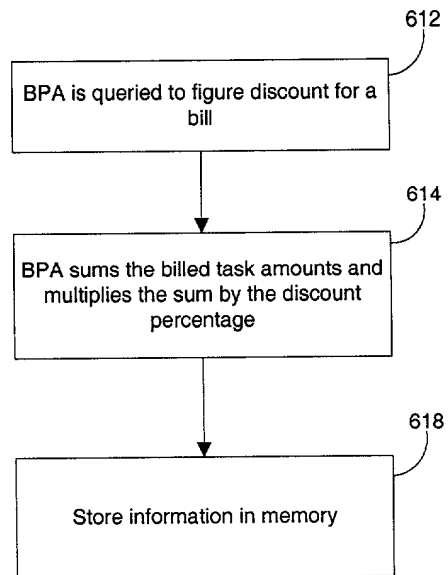 612
BPA is queried to figure discount for a
bill
614
BPA sums the billed task amounts and
multiplies the sum by the discount
percentage
618
Store information in memory